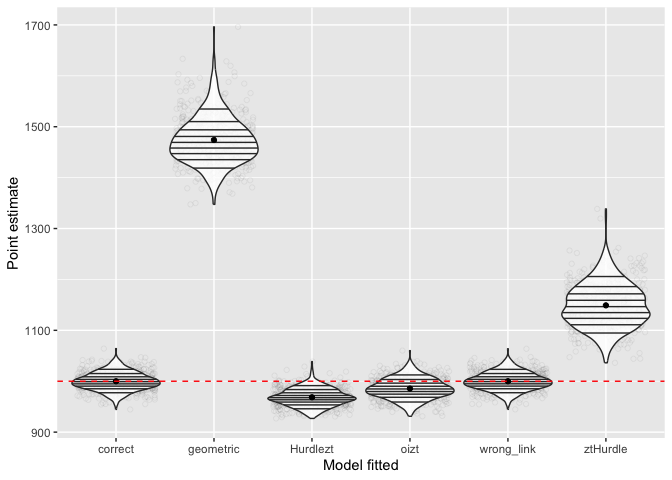 Point estimate
1700
1500
1300
1100
900
correct geometric Hurdlezt oizt wrong_link ztHurdle
Model fitted